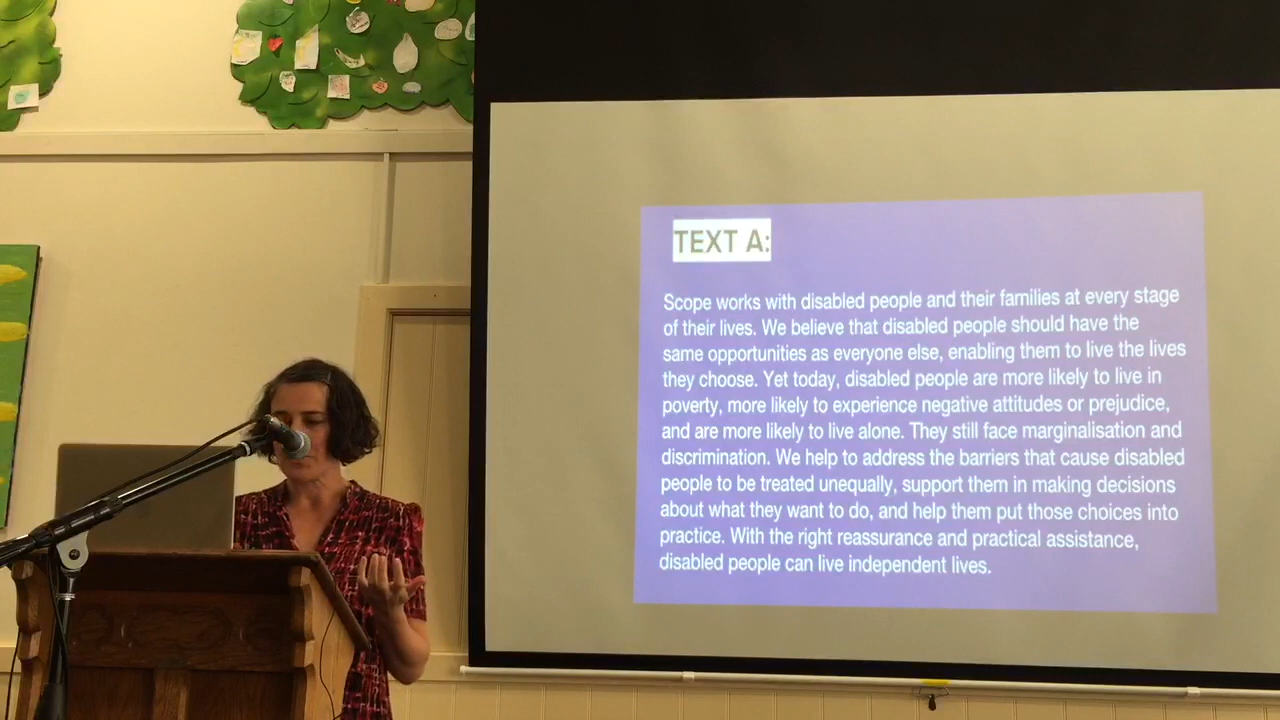 TEXT A:
Scope works with disabled people and their families at every stage
of their lives. We believe that disabled people should have the
same opportunities as everyone else, enabling them to live the lives
they choose. Yet today, disabled people are more likely to live in
poverty, more likely to experience negative attitudes or prejudice,
and are more likely to live alone. They still face marginalisation and
discrimination. We help to address the barriers that cause disabled
people to be treated unequally, support them in making decisions
about what they want to do, and help them put those choices into
practice. With the right reassurance and practical assistance,
disabled people can live independent lives.